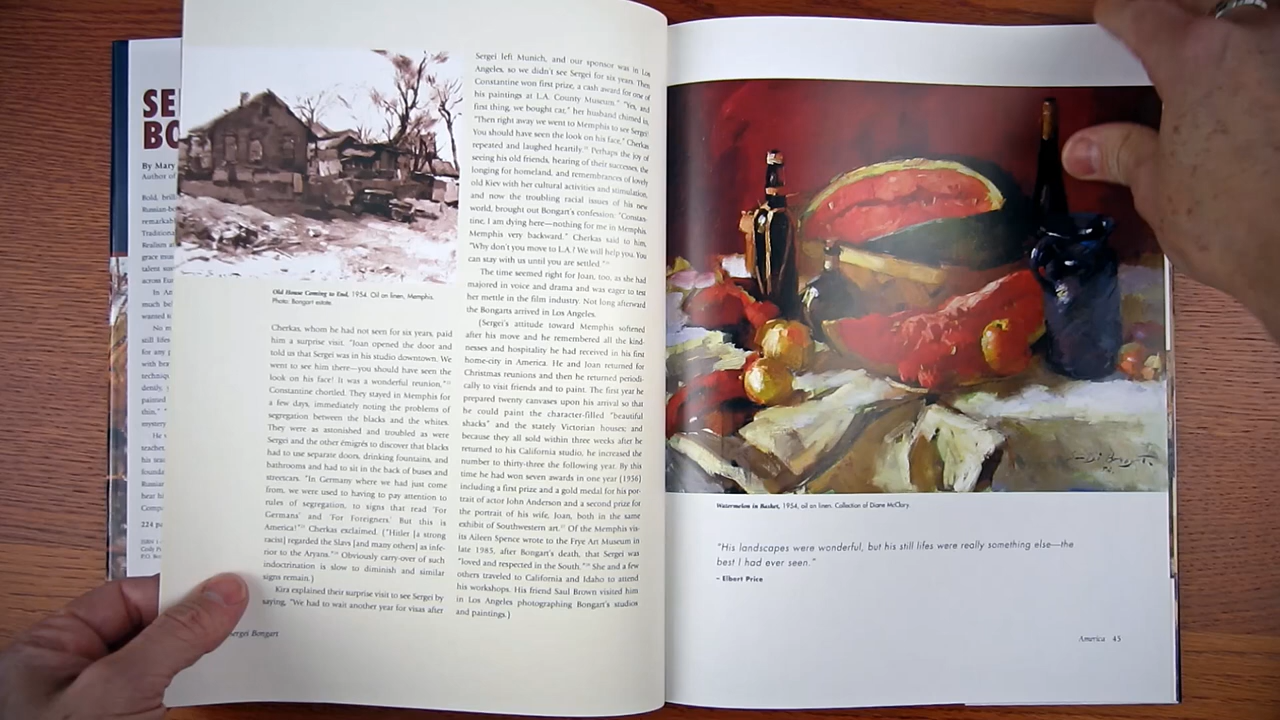 SE
BO
By Mary
Author of
Bold, bril
Russian-b
remarkab
Traditiona
Realism a
grace mus
talent sur
across Eur
In Am
much bel
wanted t
No m
still lifes
for any p
with bra
techniqu
dently,
painted
thin,"
mystery
He w
teacher
his teac
founda
Russian
hear hi
224 pa
Old House Coming to End, 1954. Oil on linen, Memphis.
Photo: Bongart estate.
Cherkas, whom he had not seen for six years, paid
him a surprise visit. "Joan opened the door and
told us that Sergei was in his studio downtown. We
went to see him there—you should have seen the
look on his face! It was a wonderful reunion,"
Constantine chortled. They stayed in Memphis for
a few days, immediately noting the problems of
segregation between the blacks and the whites.
They were as astonished and troubled as were
Sergei and the other émigrés to discover that blacks
had to use separate doors, drinking fountains, and
bathrooms and had to sit in the back of buses and
streetcars. "In Germany where we had just come
from, we were used to having to pay attention to
rules of segregation, to signs that read 'For
Germans' and 'For Foreigners.' But this is
America!" Cherkas exclaimed. ("Hitler [a strong
racist] regarded the Slavs [and many others] as infe-
rior to the Aryans." Obviously carry-over of such
indoctrination is slow to diminish and similar
signs remain.)
Kira explained their surprise visit to see Sergei by
saying, "We had to wait another year for visas after
Sergei Bongart
Sergei left Munich, and our sponsor was in Los
Angeles, so we didn't see Sergei for six years. Then
Constantine won first prize, a cash award for one of
his paintings at L.A. County Museum." "Yes, and
first thing, we bought car," her husband chimed in.
"Then right away we went to Memphis to see Sergei!
You should have seen the look on his face," Cherkas
repeated and laughed heartily. Perhaps the joy of
seeing his old friends, hearing of their successes, the
longing for homeland, and remembrances of lovely
old Kiev with her cultural activities and stimulation,
and now the troubling racial issues of his new
world, brought out Bongart's confession: "Constan-
tine, I am dying here—nothing for me in Memphis
Memphis very backward." Cherkas said to him,
"Why don't you move to L.A.? We will help you. You
can stay with us until you are settled."
The time seemed right for Joan, too, as she had
majored in voice and drama and was eager to test
her mettle in the film industry. Not long afterward
the Bongarts arrived in Los Angeles.
(Sergei's attitude toward Memphis softened
after his move and he remembered all the kind-
nesses and hospitality he had received in his first
home-city in America. He and Joan returned for
Christmas reunions and then he returned periodi-
cally to visit friends and to paint. The first year he
prepared twenty canvases upon his arrival so that
he could paint the character-filled "beautiful
shacks" and the stately Victorian houses; and
because they all sold within three weeks after he
returned to his California studio, he increased the
number to thirty-three the following year. By this
time he had won seven awards in one year [1956]
including a first prize and a gold medal for his por-
trait of actor John Anderson and a second prize for
the portrait of his wife, Joan, both in the same
exhibit of Southwestern art. Of the Memphis vis-
its Aileen Spence wrote to the Frye Art Museum in
late 1985, after Bongart's death, that Sergei was
"loved and respected in the South." She and a few
others traveled to California and Idaho to attend
his workshops. His friend Saul Brown visited him
in Los Angeles photographing Bongart's studios
and paintings.)
Watermelon in Basket, 1954, oil on linen. Collection of Diane McClary.
"His landscapes were wonderful, but his still lifes were really something else—the
best I had ever seen."
– Elbert Price
America 45